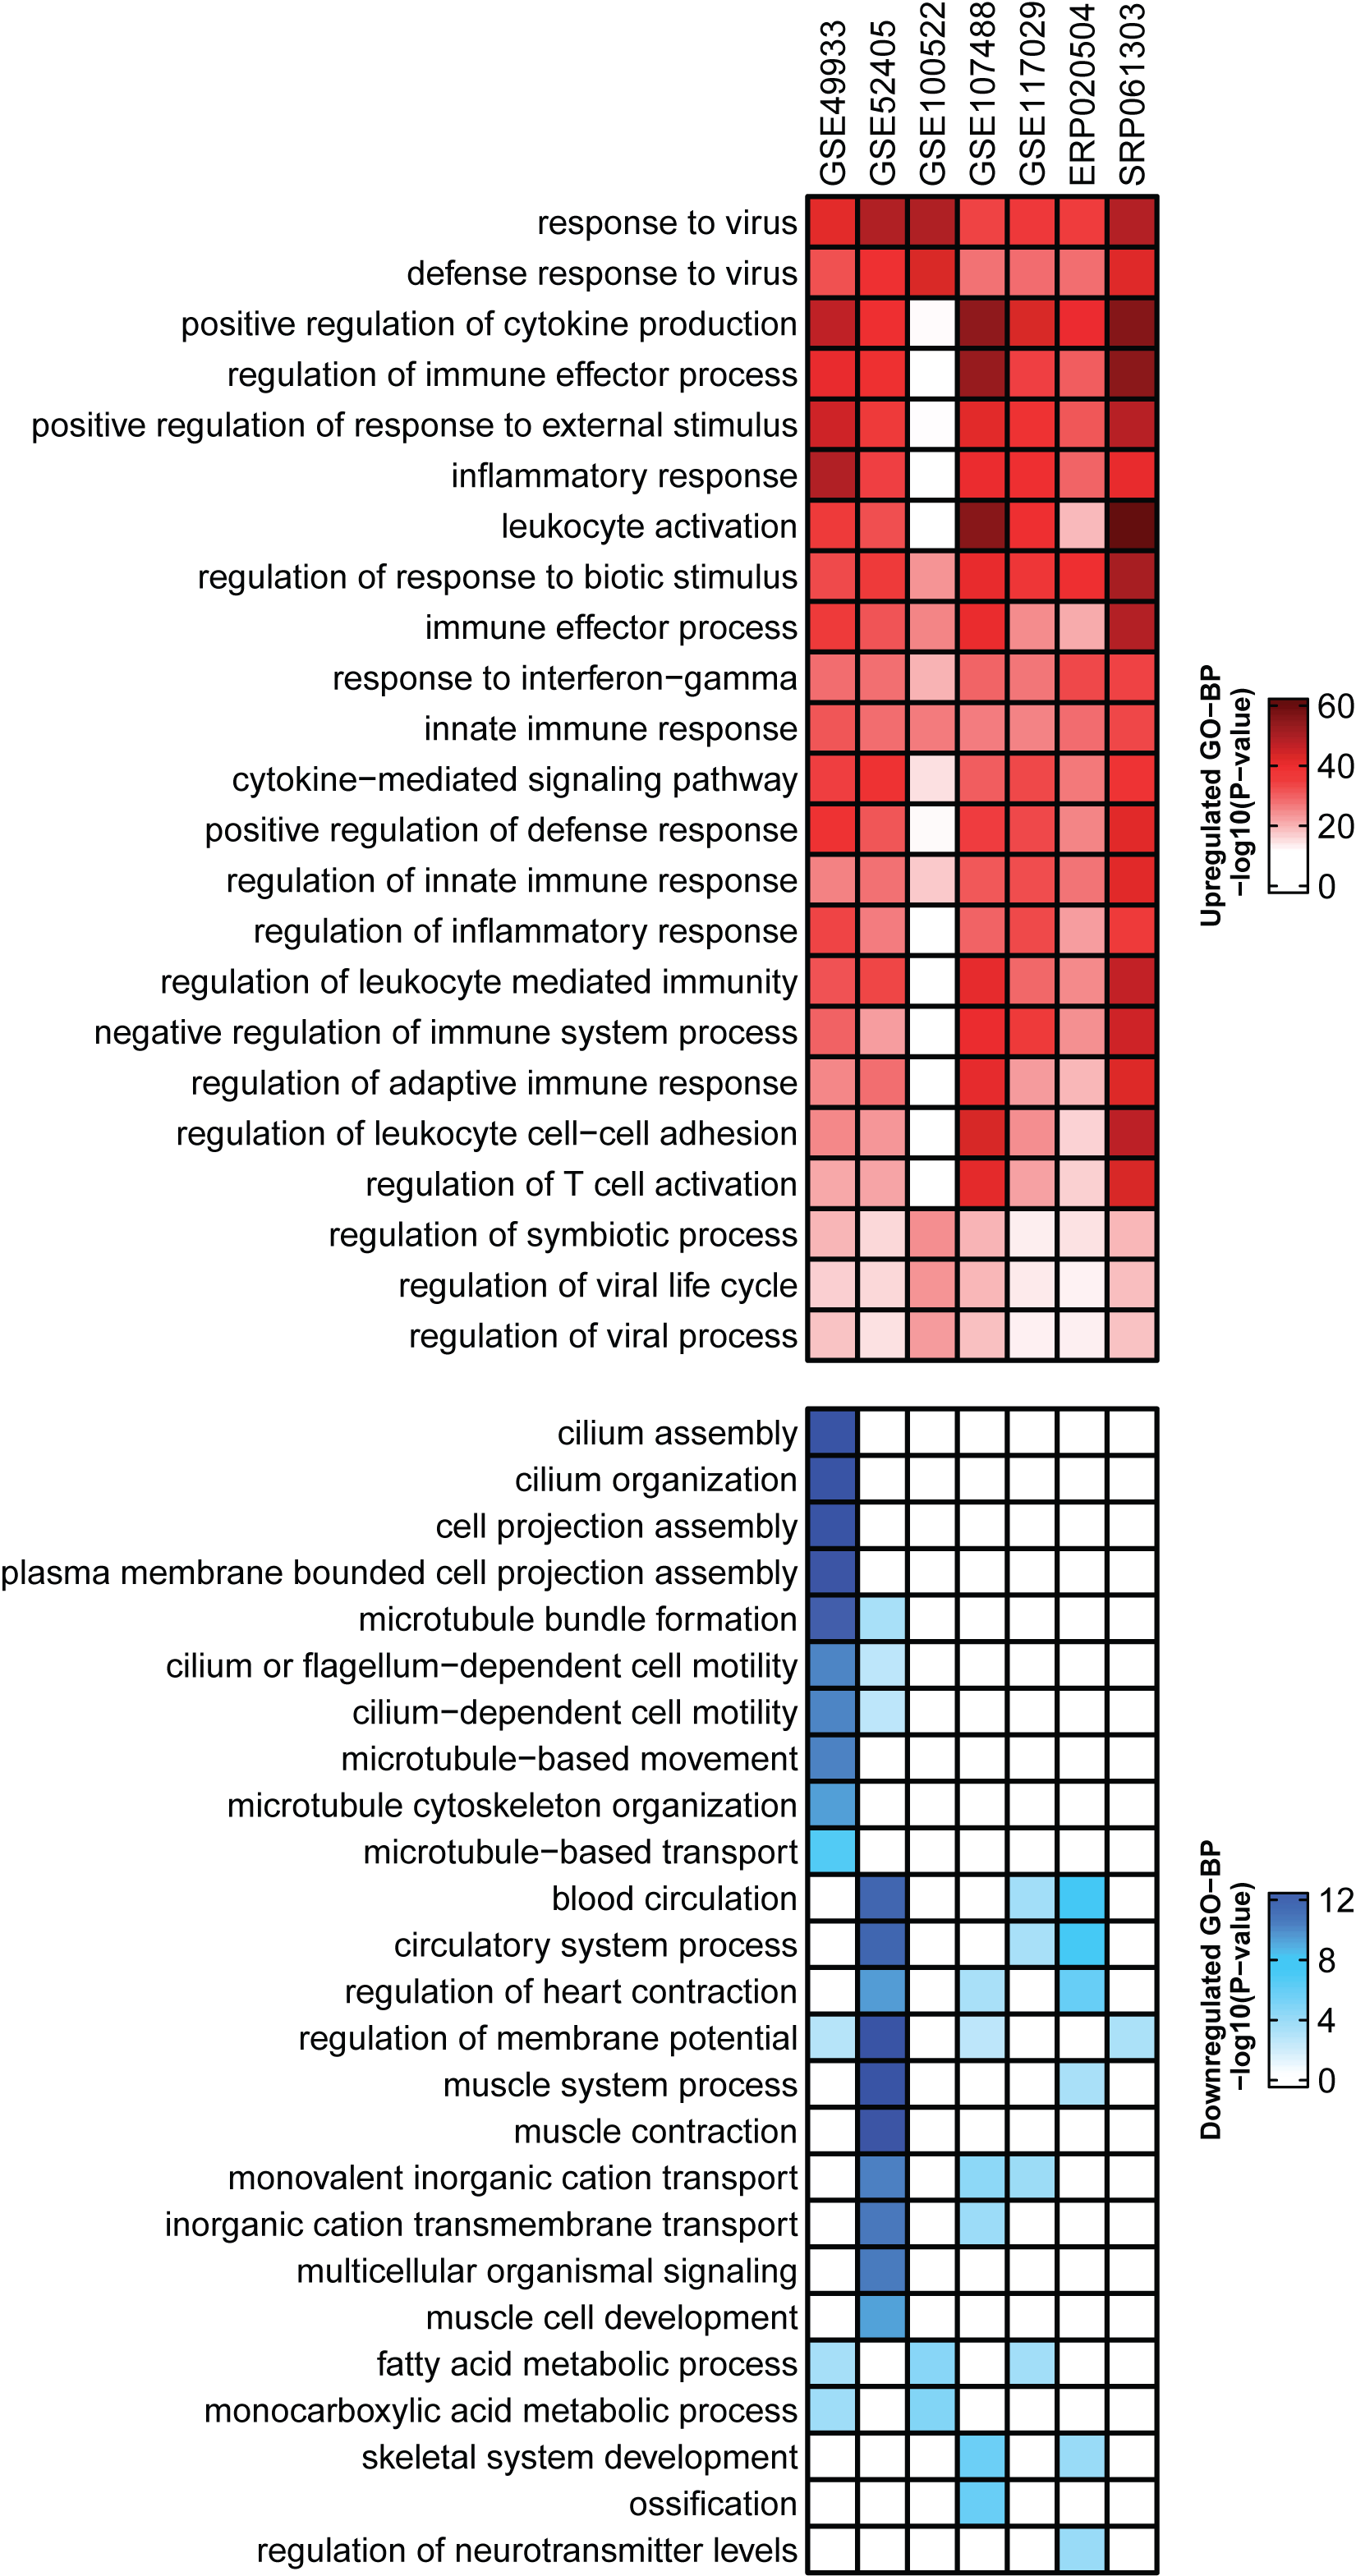 GSE49933
GSE52405
GSE100522
GSE107488
GSE117029
ERP020504
SRP061303
response to virus
defense response to virus
positive regulation of cytokine production
regulation of immune effector process
positive regulation of response to external stimulus
inflammatory response
leukocyte activation
regulation of response to biotic stimulus
immune effector process
response to interferon−gamma
innate immune response
cytokine−mediated signaling pathway
positive regulation of defense response
regulation of innate immune response
regulation of inflammatory response
regulation of leukocyte mediated immunity
negative regulation of immune system process
regulation of adaptive immune response
regulation of leukocyte cell−cell adhesion
regulation of T cell activation
regulation of symbiotic process
regulation of viral life cycle
regulation of viral process
Upregulated GO−BP
−log10(P−value)
60
40
20
0
cilium assembly
cilium organization
cell projection assembly
plasma membrane bounded cell projection assembly
microtubule bundle formation
cilium or flagellum−dependent cell motility
cilium−dependent cell motility
microtubule−based movement
microtubule cytoskeleton organization
microtubule−based transport
blood circulation
circulatory system process
regulation of heart contraction
regulation of membrane potential
muscle system process
muscle contraction
monovalent inorganic cation transport
inorganic cation transmembrane transport
multicellular organismal signaling
muscle cell development
fatty acid metabolic process
monocarboxylic acid metabolic process
skeletal system development
ossification
regulation of neurotransmitter levels
Downregulated GO−BP
−log10(P−value)
12
8
4
0